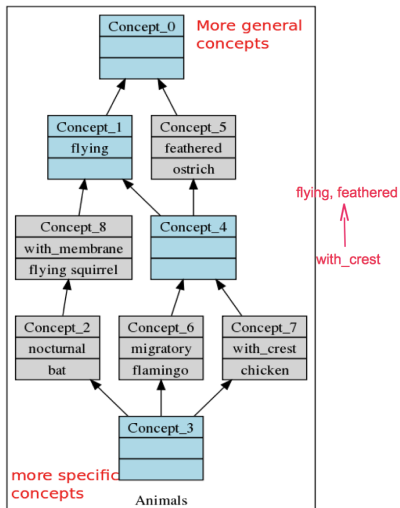 Concept_0
More general
concepts
Concept_1
flying
Concept_5
feathered
ostrich
flying, feathered
with_crest
Concept_8
with_membrane
flying squirrel
Concept_4
Concept_2
nocturnal
bat
Concept_6
migratory
flamingo
Concept_7
with_crest
chicken
Concept_3
more specific
concepts
Animals